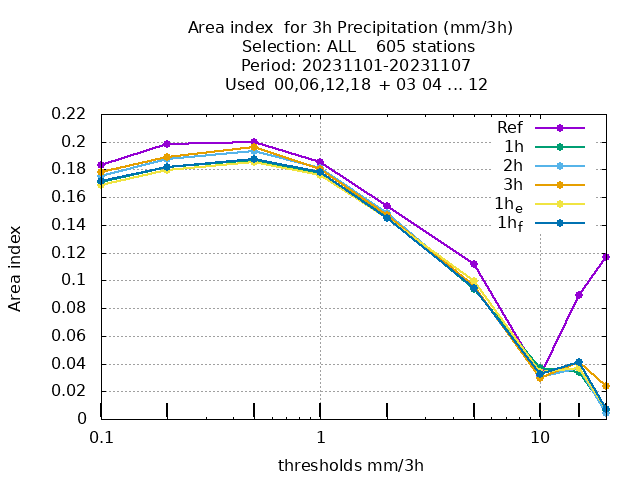 Area index  for 3h Precipitation (mm/3h)
Selection: ALL    605 stations
Period: 20231101-20231107
Used  00,06,12,18  + 03 04 ... 12
0.22
0.2
0.18
0.16
0.14
0.12
0.1
0.08
0.06
0.04
0.02
0
Area index
Ref
1h
2h
3h
1he
1hf
0.1
1
10
thresholds mm/3h